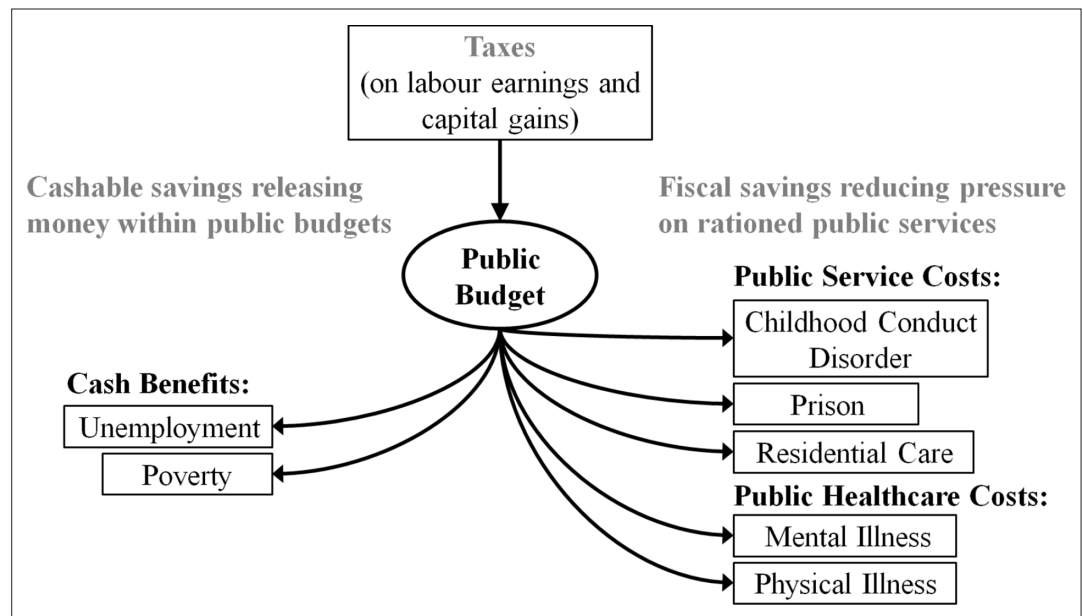 Taxes
(on labour earnings and
capital gains)
Cashable savings releasing
money within public budgets
Fiscal savings reducing pressure
on rationed public services
Public
Budget
Cash Benefits:
Unemployment
Poverty
Public Service Costs:
Childhood Conduct
Disorder
Prison
Residential Care
Public Healthcare Costs:
Mental Illness
Physical Illness